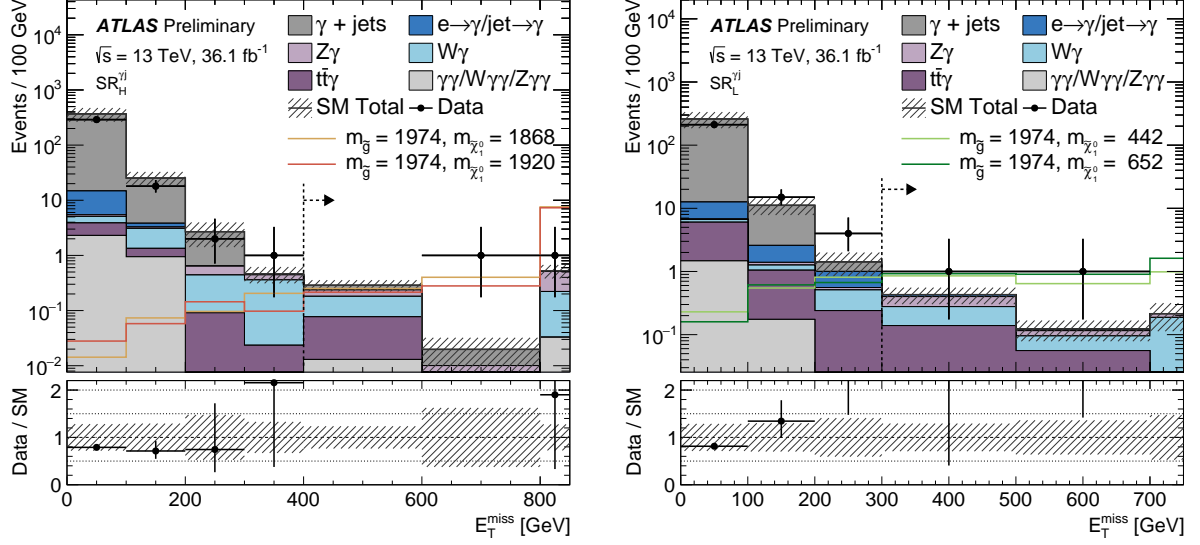 ATLAS Preliminary
√s = 13 TeV, 36.1 fb⁻¹
SR_H^γj
γ + jets
e→γ/jet→γ
Zγ
Wγ
tt̄γ
γγ/Wγγ/Zγγ
SM Total
Data
m_g̃ = 1974, m_χ̃₁⁰ = 1868
m_g̃ = 1974, m_χ̃₁⁰ = 1920
Events / 100 GeV
10⁴
10³
10²
10
1
10⁻¹
10⁻²
Data / SM
2
1
0
0 200 400 600 800
E_T^miss [GeV]
ATLAS Preliminary
√s = 13 TeV, 36.1 fb⁻¹
SR_L^γj
γ + jets
e→γ/jet→γ
Zγ
Wγ
tt̄γ
γγ/Wγγ/Zγγ
SM Total
Data
m_g̃ = 1974, m_χ̃₁⁰ = 442
m_g̃ = 1974, m_χ̃₁⁰ = 652
Events / 100 GeV
10⁴
10³
10²
10
1
10⁻¹
Data / SM
2
1
0
0 100 200 300 400 500 600 700
E_T^miss [GeV]